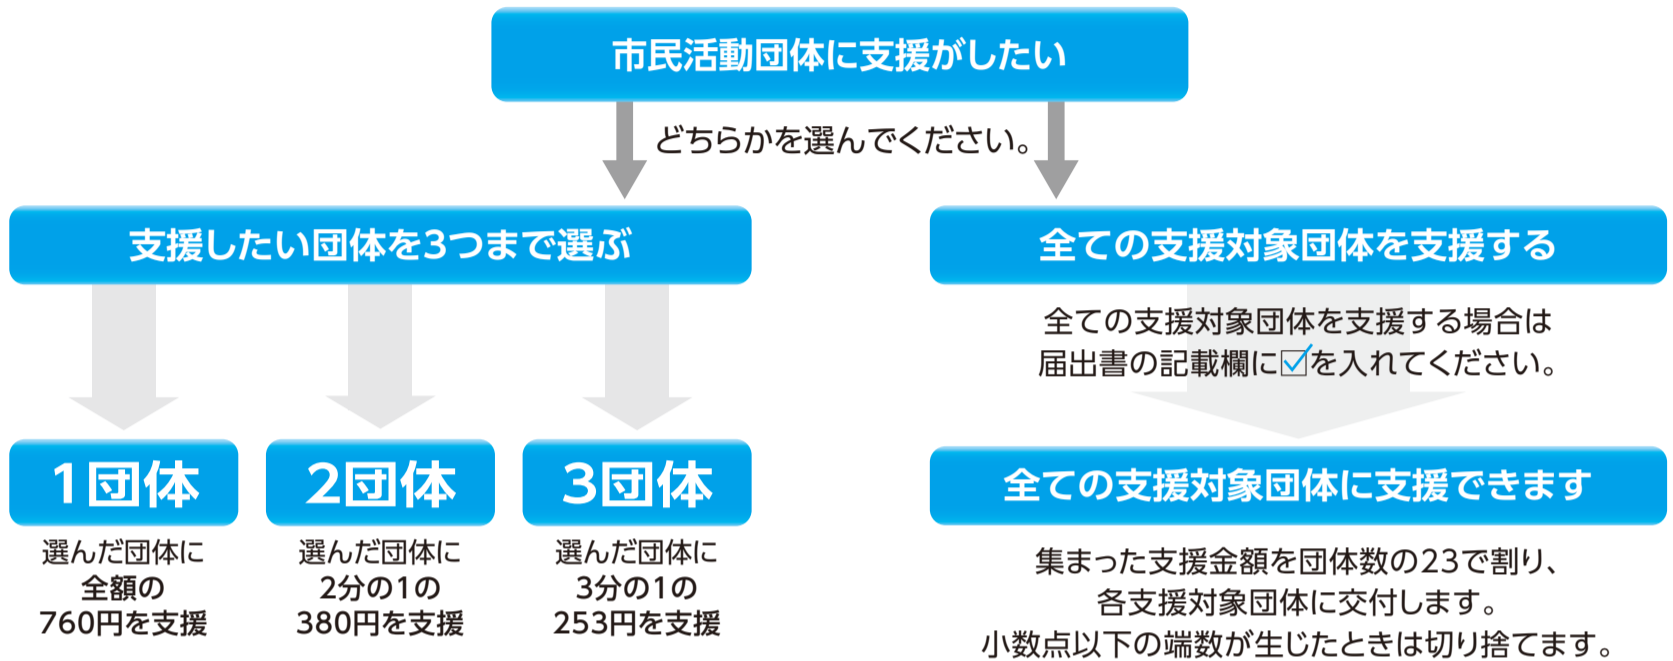 市民活動団体に支援がしたい
どちらかを選んでください。
支援したい団体を3つまで選ぶ
全ての支援対象団体を支援する
全ての支援対象団体を支援する場合は
届出書の記載欄に☑を入れてください。
1団体
2団体
3団体
全ての支援対象団体に支援できます
選んだ団体に
全額の
760円を支援
選んだ団体に
2分の1の
380円を支援
選んだ団体に
3分の1の
253円を支援
集まった支援金額を団体数の23で割り、
各支援対象団体に交付します。
小数点以下の端数が生じたときは切り捨てます。